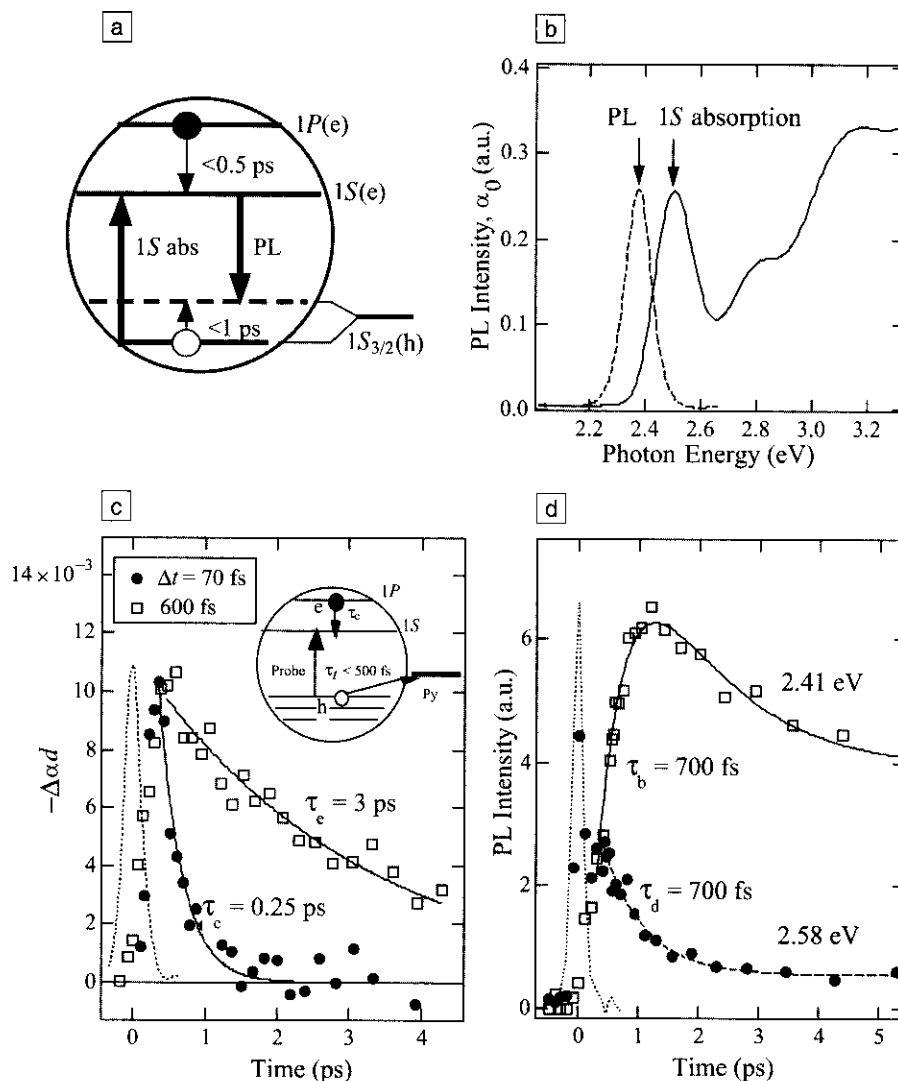 a
1P(e)
<0.5 ps
1S(e)
1S abs
PL
<1 ps
1S3/2(h)
b
PL Intensity, α0 (a.u.)
0.4
0.3
0.2
0.1
0.0
PL 1S absorption
2.2 2.4 2.6 2.8 3.0 3.2
Photon Energy (eV)
c
−Δαd
14 × 10−3
12
10
8
6
4
2
0
Δt = 70 fs
600 fs
1P
e
τc
1S
Probe
τt < 500 fs
h
Py
τe = 3 ps
τc = 0.25 ps
0 1 2 3 4
Time (ps)
d
PL Intensity (a.u.)
6
4
2
0
2.41 eV
τb = 700 fs
τd = 700 fs
2.58 eV
0 1 2 3 4 5
Time (ps)